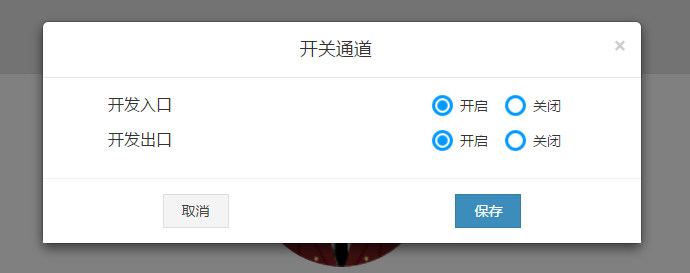 开关通道
×
开发入口 开启 关闭
开发出口 开启 关闭
取消 保存